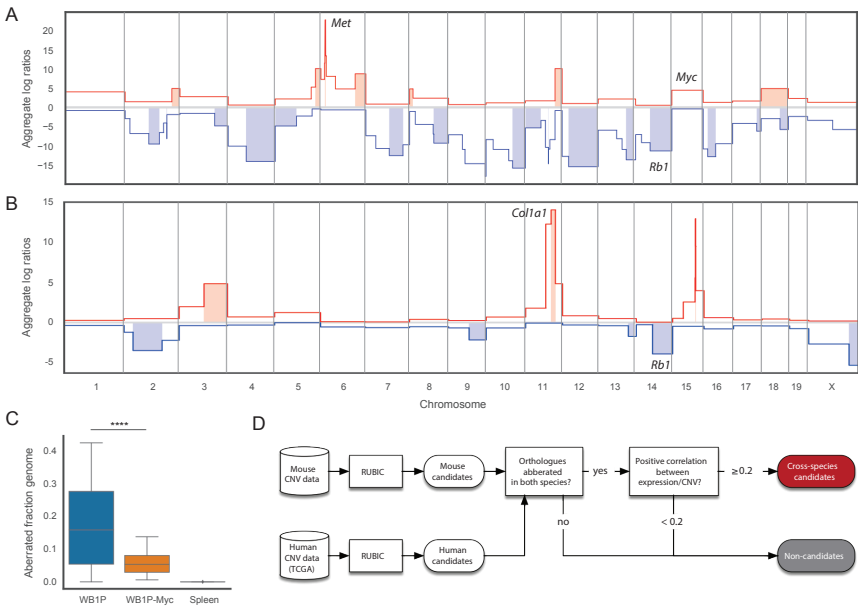 A
Aggregate log ratios
20
15
10
5
0
−5
−10
−15
Met
Myc
Rb1
B
Aggregate log ratios
15
10
5
0
-5
Col1a1
Rb1
1 2 3 4 5 6 7 8 9 10 11 12 13 14 15 16 17 18 19 X
Chromosome
C
Aberrated fraction genome
0.4
0.3
0.2
0.1
0.0
****
WB1P WB1P-Myc Spleen
D
Mouse
CNV data
RUBIC
Mouse
candidates
Orthologues
abberated
in both species?
yes
Positive correlation
between
expression/CNV?
≥0.2
Cross-species
candidates
no
< 0.2
Human
CNV data
(TCGA)
RUBIC
Human
candidates
Non-candidates